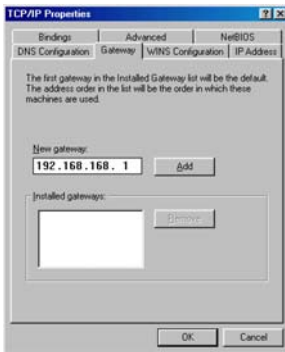 TCP/IP Properties
Bindings Advanced NetBIOS
DNS Configuration Gateway WINS Configuration IP Address
The first gateway in the Installed Gateway list will be the default.
The address order in the list will be the order in which these
machines are used.
New gateway:
192.168.168. 1 Add
Installed gateways:
Remove
OK Cancel